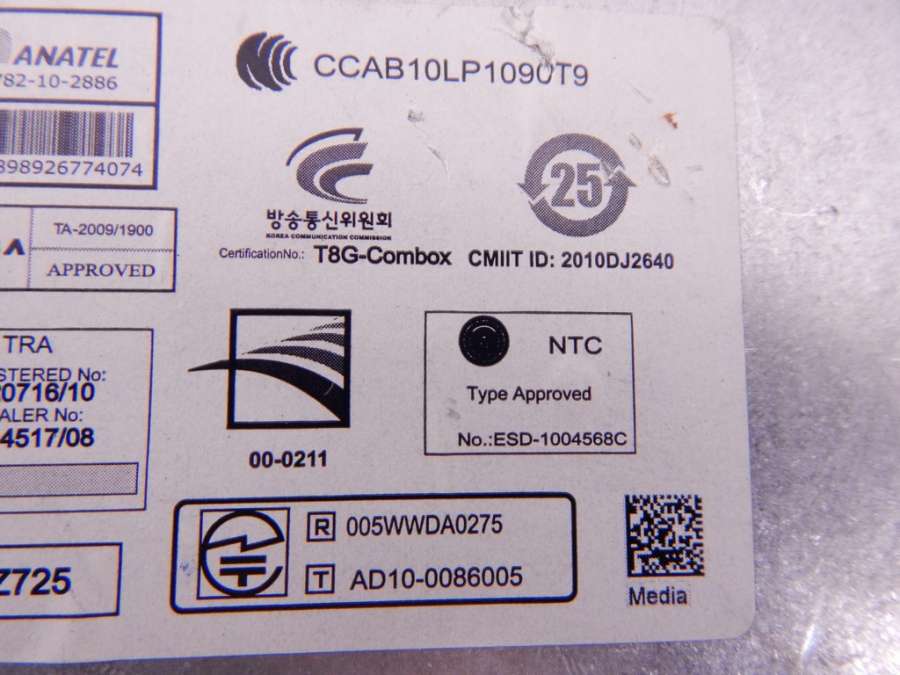 ANATEL
782-10-2886
898926774074
TA-2009/1900
APPROVED
CCAB10LP1090T9
25
방송통신위원회
KOREA COMMUNICATION COMMISSION
CertificationNo.: T8G-Combox CMIIT ID: 2010DJ2640
TRA
STERED No:
0716/10
ALER No:
4517/08
00-0211
NTC
Type Approved
No.:ESD-1004568C
Z725
R 005WWDA0275
T AD10-0086005
Media